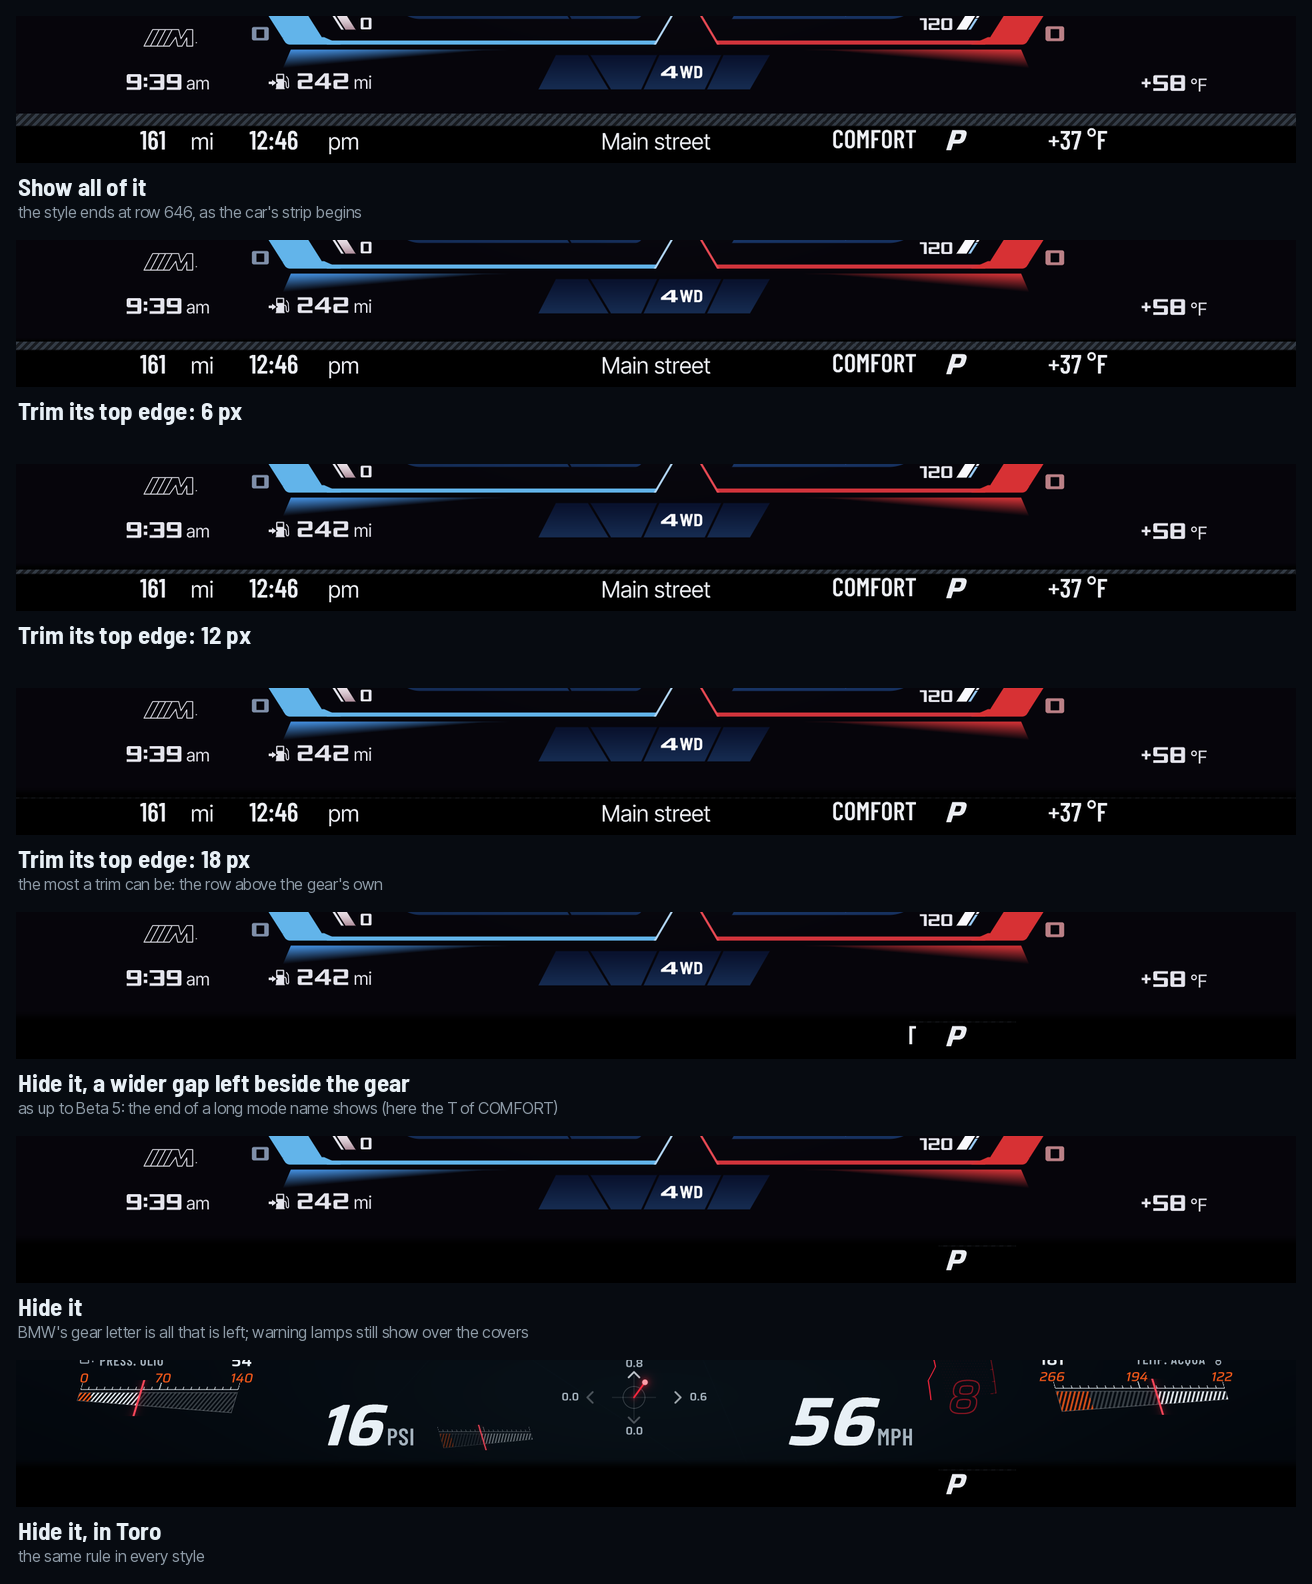 0 120
M
9:39 am 242 mi 4WD +58 °F
161 mi 12:46 pm Main street COMFORT P +37 °F
Show all of it
the style ends at row 646, as the car's strip begins
0 120
M
9:39 am 242 mi 4WD +58 °F
161 mi 12:46 pm Main street COMFORT P +37 °F
Trim its top edge: 6 px
0 120
M
9:39 am 242 mi 4WD +58 °F
161 mi 12:46 pm Main street COMFORT P +37 °F
Trim its top edge: 12 px
0 120
M
9:39 am 242 mi 4WD +58 °F
161 mi 12:46 pm Main street COMFORT P +37 °F
Trim its top edge: 18 px
the most a trim can be: the row above the gear's own
0 120
M
9:39 am 242 mi 4WD +58 °F
T P
Hide it, a wider gap left beside the gear
as up to Beta 5: the end of a long mode name shows (here the T of COMFORT)
0 120
M
9:39 am 242 mi 4WD +58 °F
P
Hide it
BMW's gear letter is all that is left; warning lamps still show over the covers
PRESS. OLIO 54 0.8 TEMP. ACQUA
0 70 140 266 194 122
0.0 0.6 8
16 PSI 0.0 56 MPH
P
Hide it, in Toro
the same rule in every style